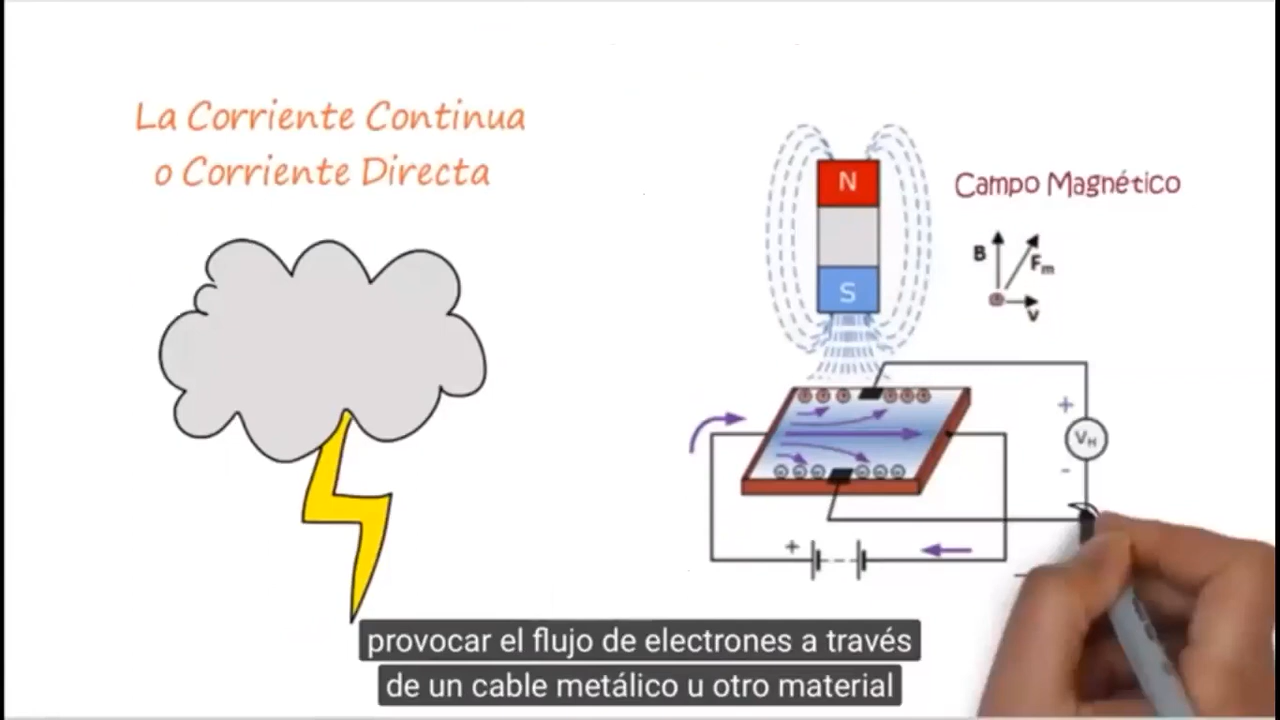 La Corriente Continua
o Corriente Directa
N
S
Campo Magnético
B
Fm
v
+
VH
-
+
provocar el flujo de electrones a través
de un cable metálico u otro material